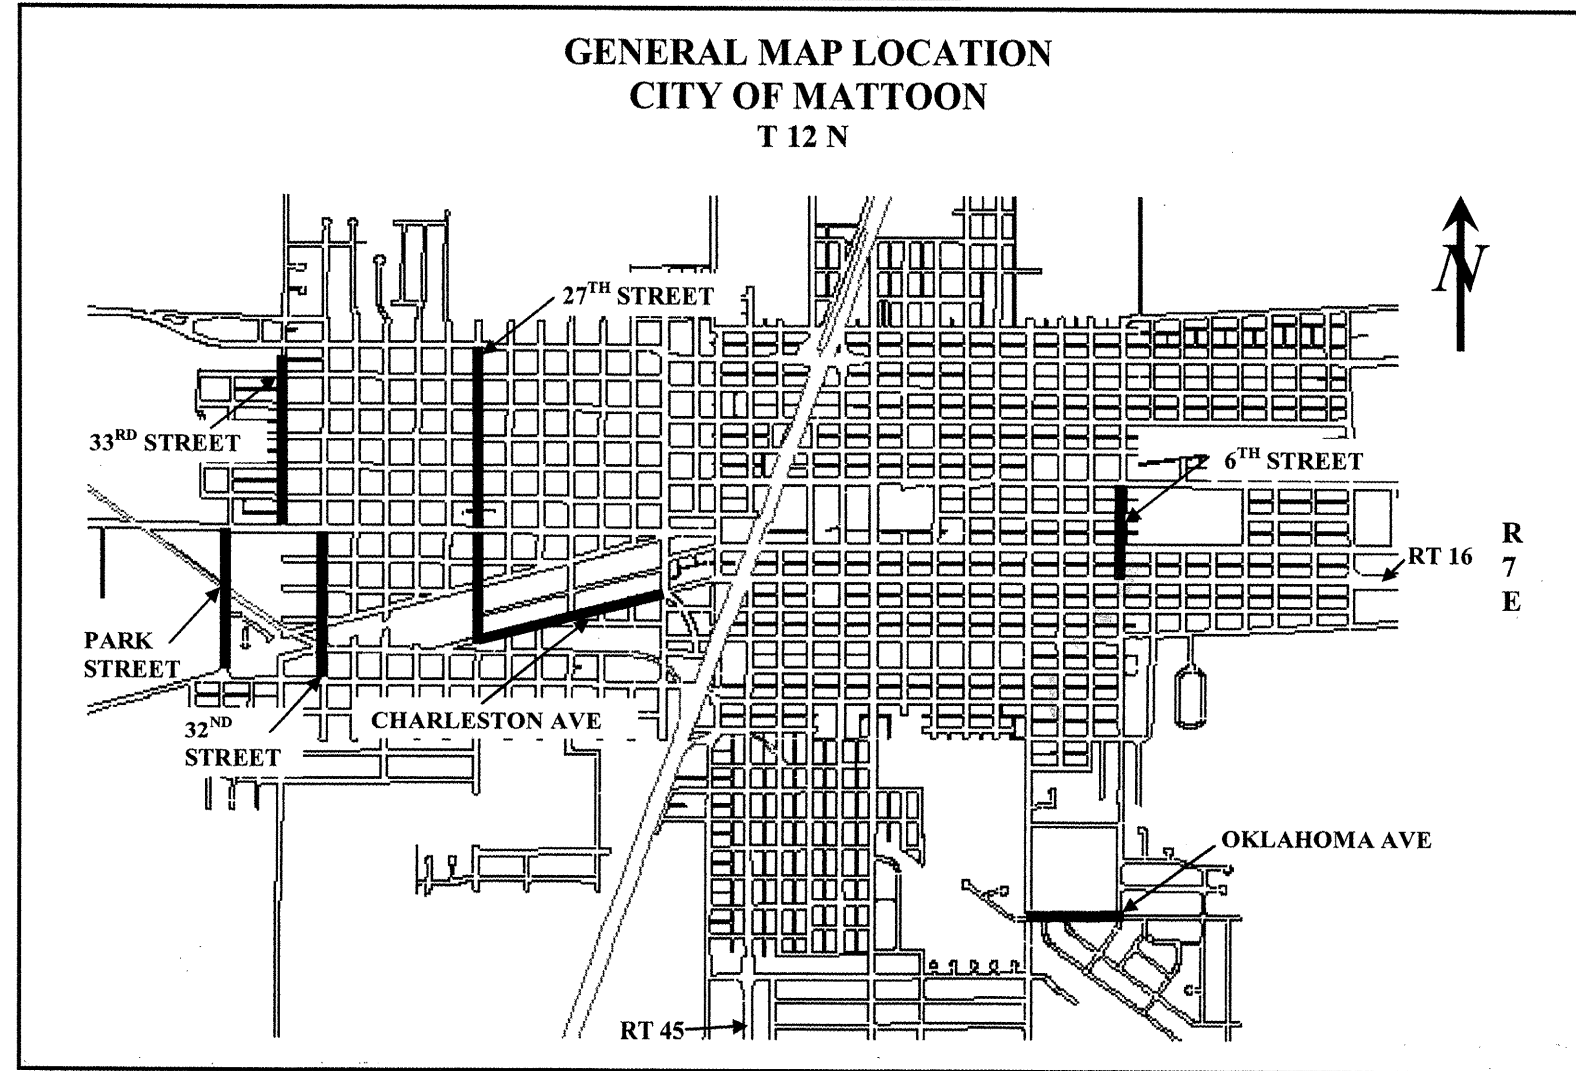 GENERAL MAP LOCATION
CITY OF MATTOON
T 12 N
N
27TH STREET
33RD STREET
6TH STREET
R
7
E
RT 16
PARK
STREET
32ND
STREET
CHARLESTON AVE
OKLAHOMA AVE
RT 45